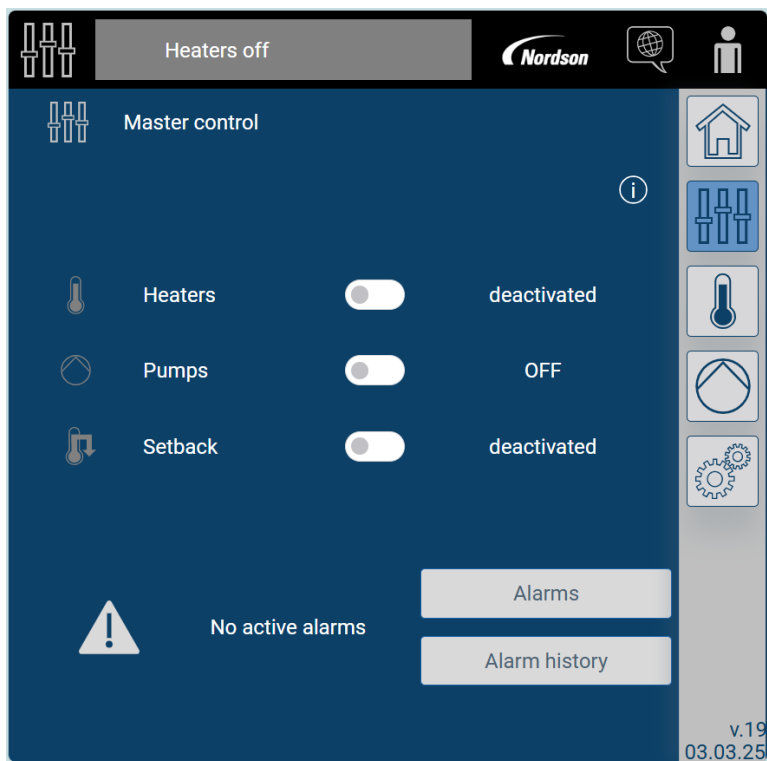 Heaters off
Nordson
Master control
Heaters deactivated
Pumps OFF
Setback deactivated
No active alarms
Alarms
Alarm history
v.19
03.03.25